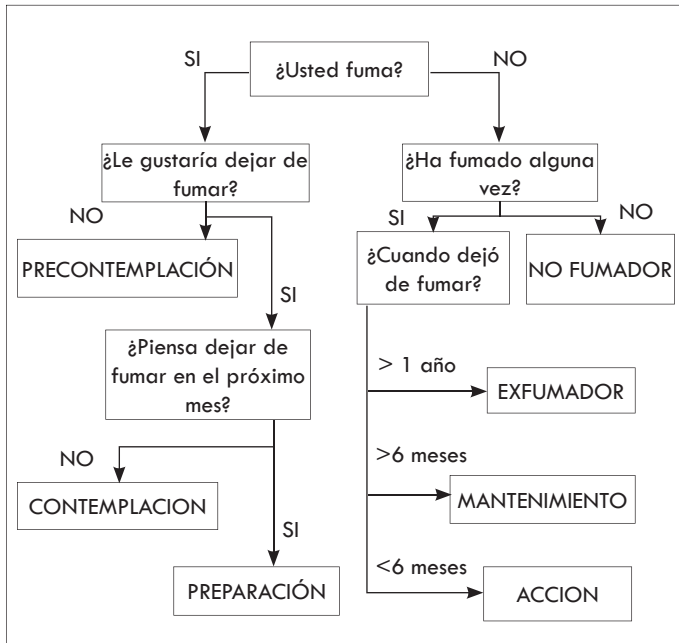 SI
¿Usted fuma?
NO
¿Le gustaría dejar de
fumar?
¿Ha fumado alguna
vez?
NO
SI
NO
PRECONTEMPLACIÓN
¿Cuando dejó
de fumar?
NO FUMADOR
SI
¿Piensa dejar de
fumar en el próximo
mes?
> 1 año
EXFUMADOR
NO
>6 meses
CONTEMPLACION
MANTENIMIENTO
SI
<6 meses
PREPARACIÓN
ACCION